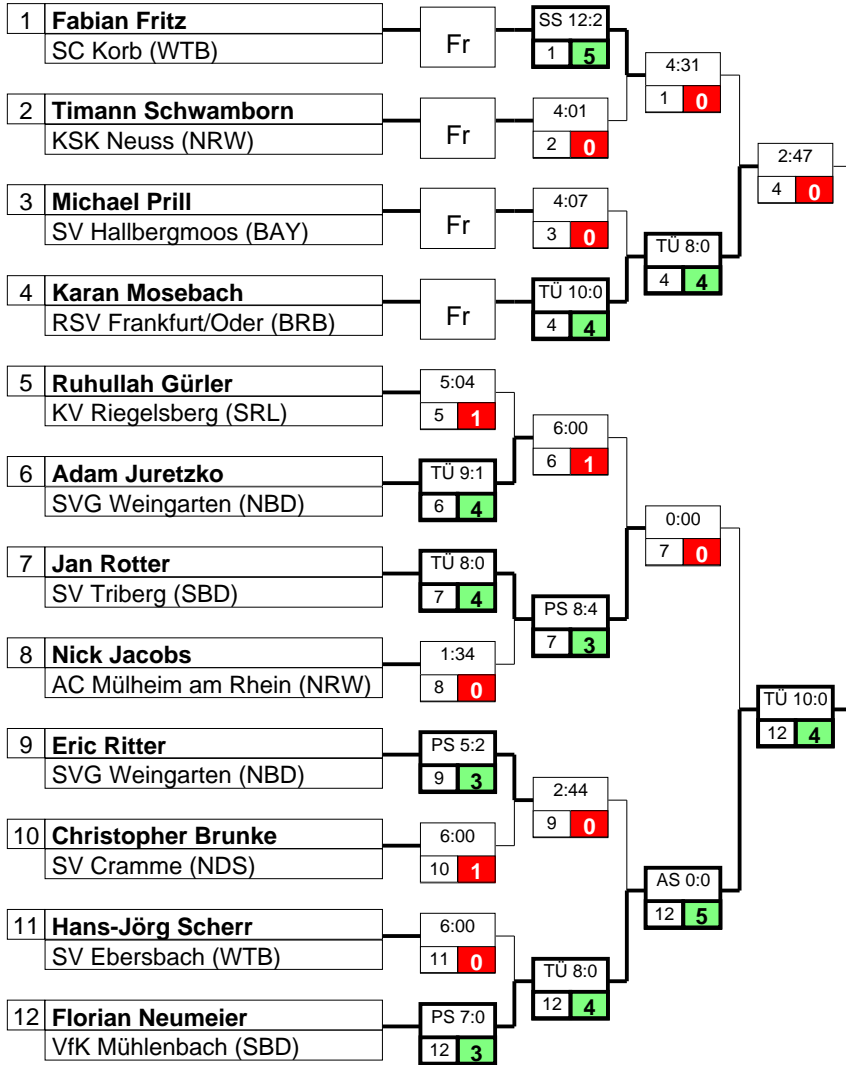 1 Fabian Fritz
SC Korb (WTB)
Fr
SS 12:2
1 5
4:31
1 0
2 Timann Schwamborn
KSK Neuss (NRW)
Fr
4:01
2 0
2:47
4 0
3 Michael Prill
SV Hallbergmoos (BAY)
Fr
4:07
3 0
TÜ 8:0
4 4
4 Karan Mosebach
RSV Frankfurt/Oder (BRB)
Fr
TÜ 10:0
4 4
5 Ruhullah Gürler
KV Riegelsberg (SRL)
5:04
5 1
6:00
6 1
6 Adam Juretzko
SVG Weingarten (NBD)
TÜ 9:1
6 4
0:00
7 0
7 Jan Rotter
SV Triberg (SBD)
TÜ 8:0
7 4
PS 8:4
7 3
8 Nick Jacobs
AC Mülheim am Rhein (NRW)
1:34
8 0
TÜ 10:0
12 4
9 Eric Ritter
SVG Weingarten (NBD)
PS 5:2
9 3
2:44
9 0
10 Christopher Brunke
SV Cramme (NDS)
6:00
10 1
AS 0:0
12 5
11 Hans-Jörg Scherr
SV Ebersbach (WTB)
6:00
11 0
TÜ 8:0
12 4
12 Florian Neumeier
VfK Mühlenbach (SBD)
PS 7:0
12 3